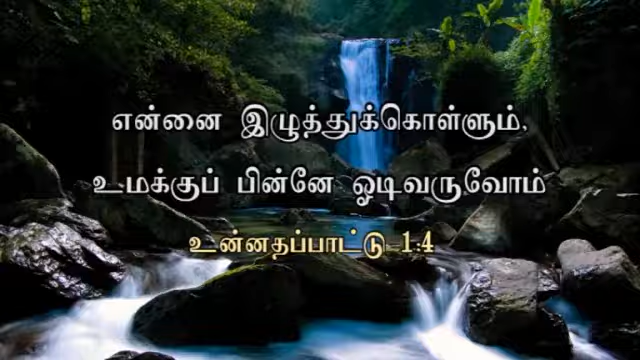 என்னை இழுத்துக்கொள்ளும்,
உமக்குப் பின்னே ஓடிவருவோம்
உன்னதப்பாட்டு 1:4